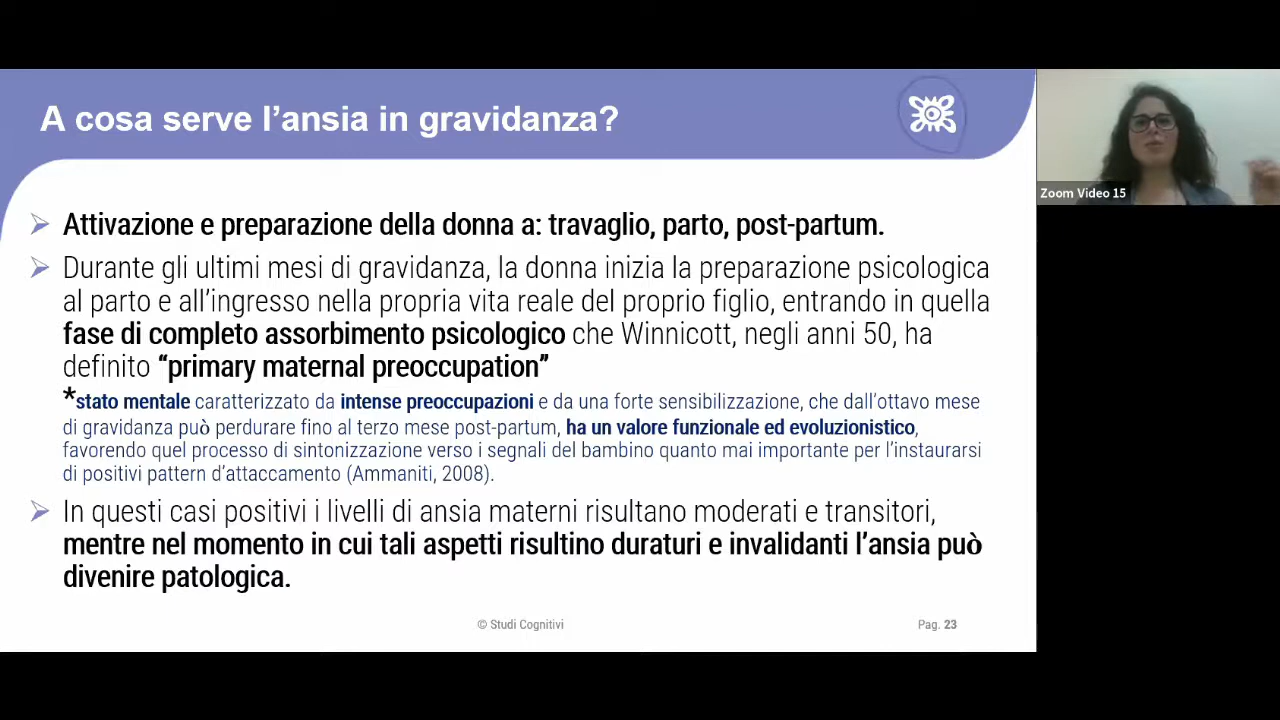 A cosa serve l’ansia in gravidanza?
Zoom Video 15
Attivazione e preparazione della donna a: travaglio, parto, post-partum.
Durante gli ultimi mesi di gravidanza, la donna inizia la preparazione psicologica
al parto e all’ingresso nella propria vita reale del proprio figlio, entrando in quella
fase di completo assorbimento psicologico che Winnicott, negli anni 50, ha
definito “primary maternal preoccupation”
*stato mentale caratterizzato da intense preoccupazioni e da una forte sensibilizzazione, che dall’ottavo mese
di gravidanza può perdurare fino al terzo mese post-partum, ha un valore funzionale ed evoluzionistico,
favorendo quel processo di sintonizzazione verso i segnali del bambino quanto mai importante per l’instaurarsi
di positivi pattern d’attaccamento (Ammaniti, 2008).
In questi casi positivi i livelli di ansia materni risultano moderati e transitori,
mentre nel momento in cui tali aspetti risultino duraturi e invalidanti l’ansia può
divenire patologica.
© Studi Cognitivi
Pag. 23